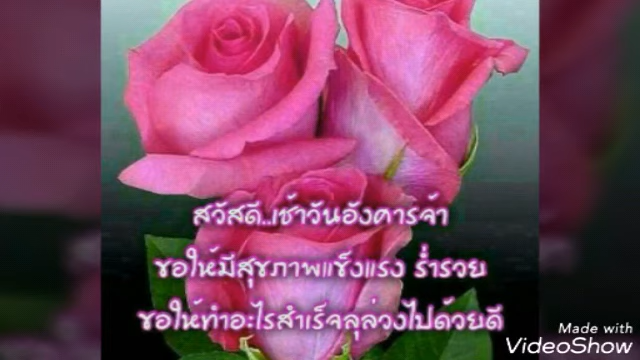 สวัสดี..เช้าวันอังคารจ้า
ขอให้มีสุขภาพแข็งแรง ร่ำรวย
ขอให้ทำอะไรสำเร็จลุล่วงไปด้วยดี
Made with
VideoShow